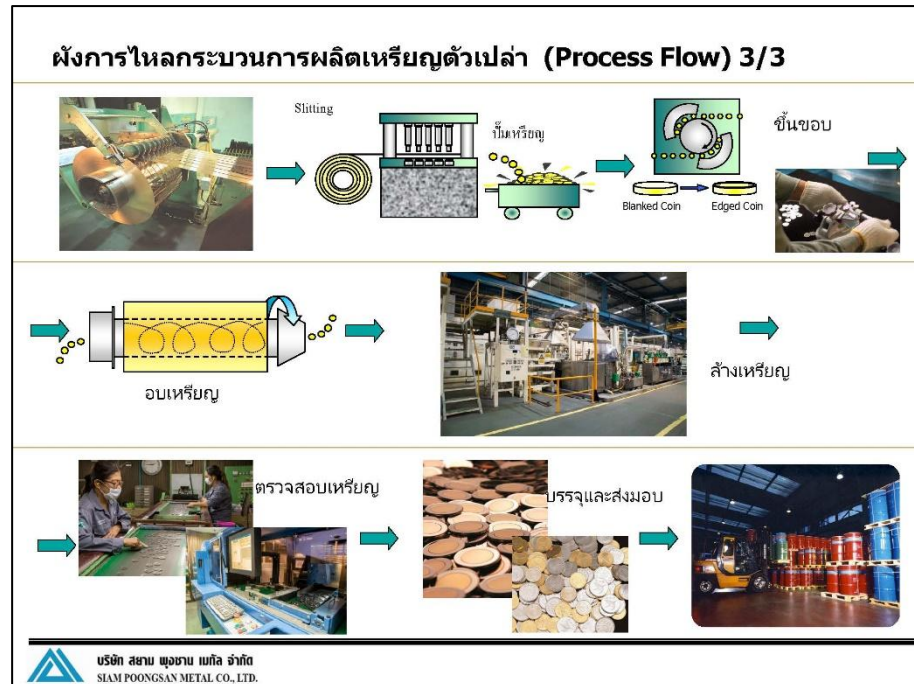 ผังการไหลกระบวนการผลิตเหรียญตัวเปล่า (Process Flow) 3/3
Slitting
ปั๊มเหรียญ
ขึ้นขอบ
Blanked Coin
Edged Coin
อบเหรียญ
ล้างเหรียญ
ตรวจสอบเหรียญ
บรรจุและส่งมอบ
บริษัท สยาม พุงซาน เมทัล จำกัด
SIAM POONGSAN METAL CO., LTD.